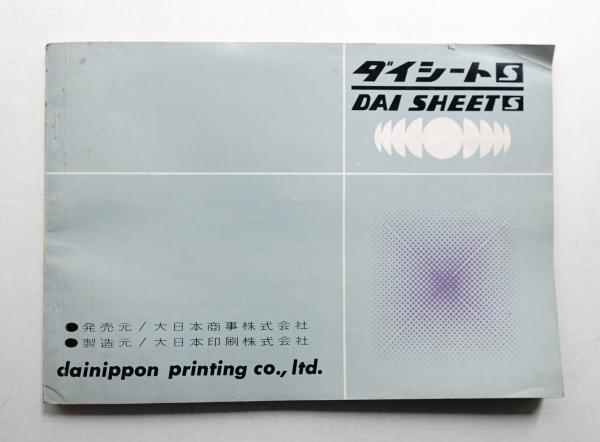 ダイシートS
DAI SHEET S
●発売元/大日本商事株式会社
●製造元/大日本印刷株式会社
dainippon printing co., ltd.